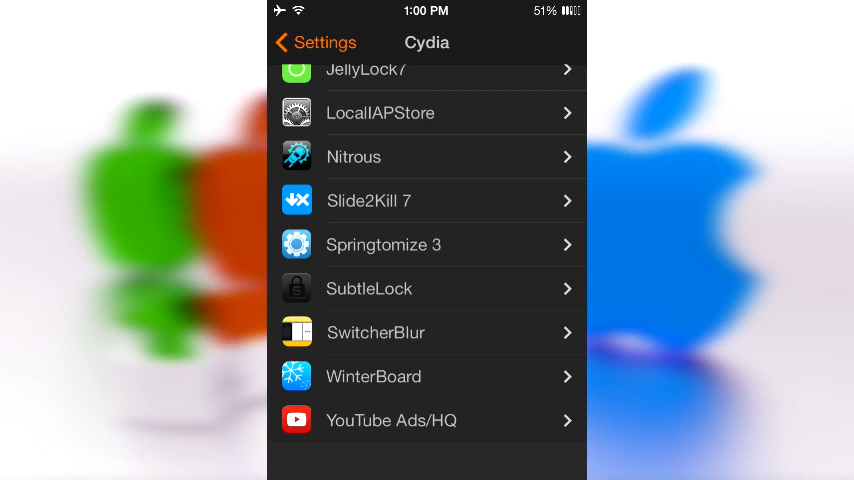 1:00 PM 51%
Settings Cydia
JellyLock7
LocalIAPStore
Nitrous
Slide2Kill 7
Springtomize 3
SubtleLock
SwitcherBlur
WinterBoard
YouTube Ads/HQ